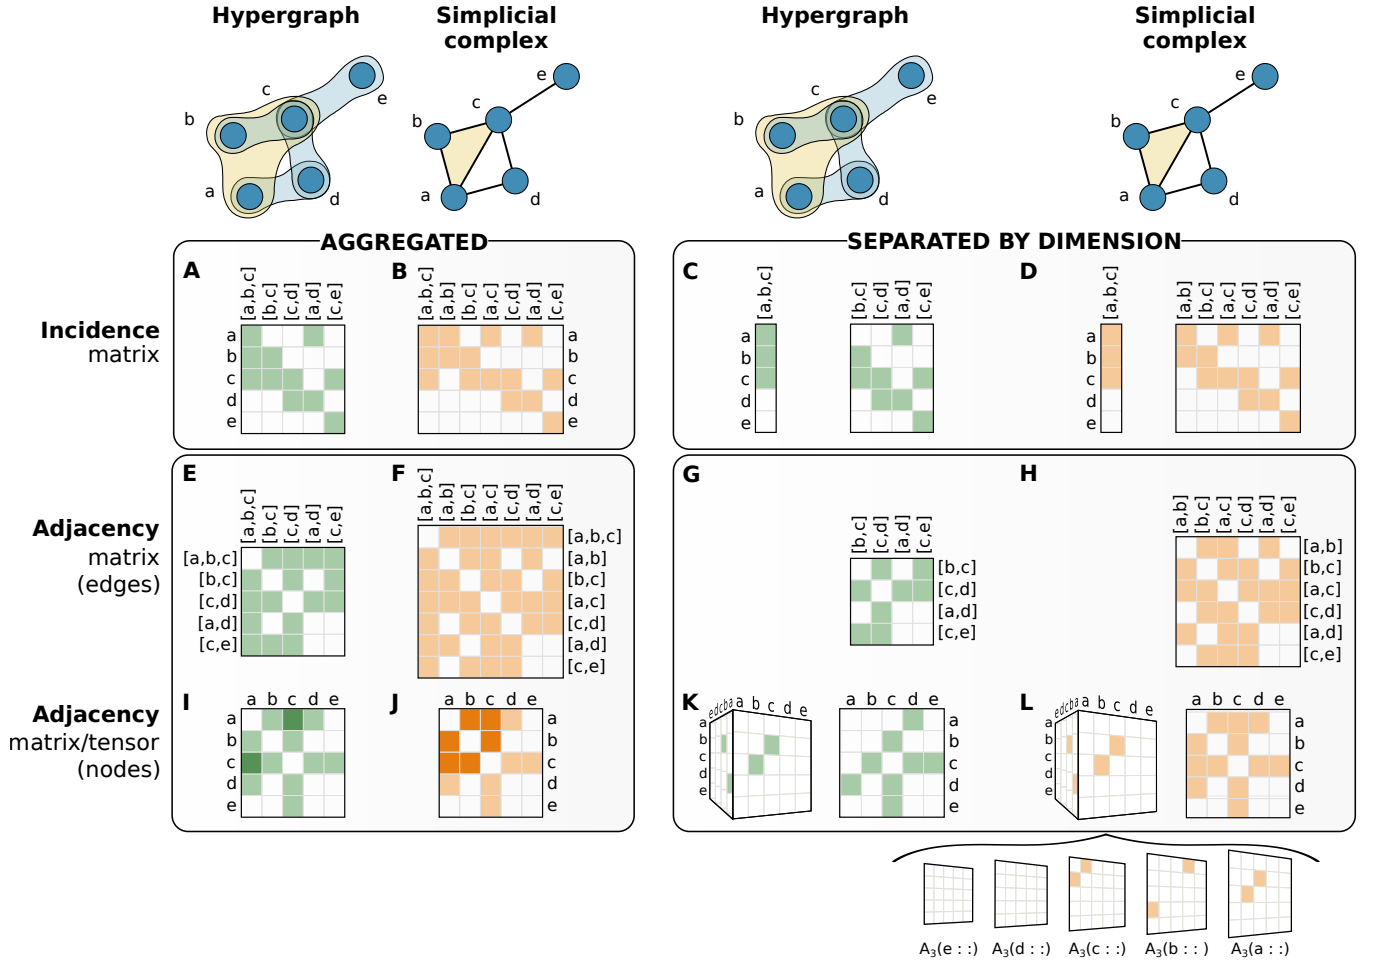 Hypergraph
Simplicial
complex
Hypergraph
Simplicial
complex
a
b
c
d
e
a
b
c
d
e
a
b
c
d
e
a
b
c
d
e
AGGREGATED
SEPARATED BY DIMENSION
Incidence
matrix
A
[a,b,c]
[b,c]
[c,d]
[a,d]
[c,e]
a
b
c
d
e
B
[a,b,c]
[a,b]
[b,c]
[a,c]
[c,d]
[a,d]
[c,e]
a
b
c
d
e
C
[a,b,c]
a
b
c
d
e
[b,c]
[c,d]
[a,d]
[c,e]
D
[a,b,c]
a
b
c
d
e
[a,b]
[b,c]
[a,c]
[c,d]
[a,d]
[c,e]
Adjacency
matrix
(edges)
E
[a,b,c]
[b,c]
[c,d]
[a,d]
[c,e]
[a,b,c]
[b,c]
[c,d]
[a,d]
[c,e]
F
[a,b,c]
[a,b]
[b,c]
[a,c]
[c,d]
[a,d]
[c,e]
[a,b,c]
[a,b]
[b,c]
[a,c]
[c,d]
[a,d]
[c,e]
G
[b,c]
[c,d]
[a,d]
[c,e]
[b,c]
[c,d]
[a,d]
[c,e]
H
[a,b]
[b,c]
[a,c]
[c,d]
[a,d]
[c,e]
[a,b]
[b,c]
[a,c]
[c,d]
[a,d]
[c,e]
Adjacency
matrix/tensor
(nodes)
I
a b c d e
a
b
c
d
e
J
a b c d e
a
b
c
d
e
K
e d c b a
a b c d e
a
b
c
d
e
a b c d e
a
b
c
d
e
L
e d c b a
a b c d e
a
b
c
d
e
a b c d e
a
b
c
d
e
A₃(e : :) A₃(d : :) A₃(c : :) A₃(b : : ) A₃(a : :)